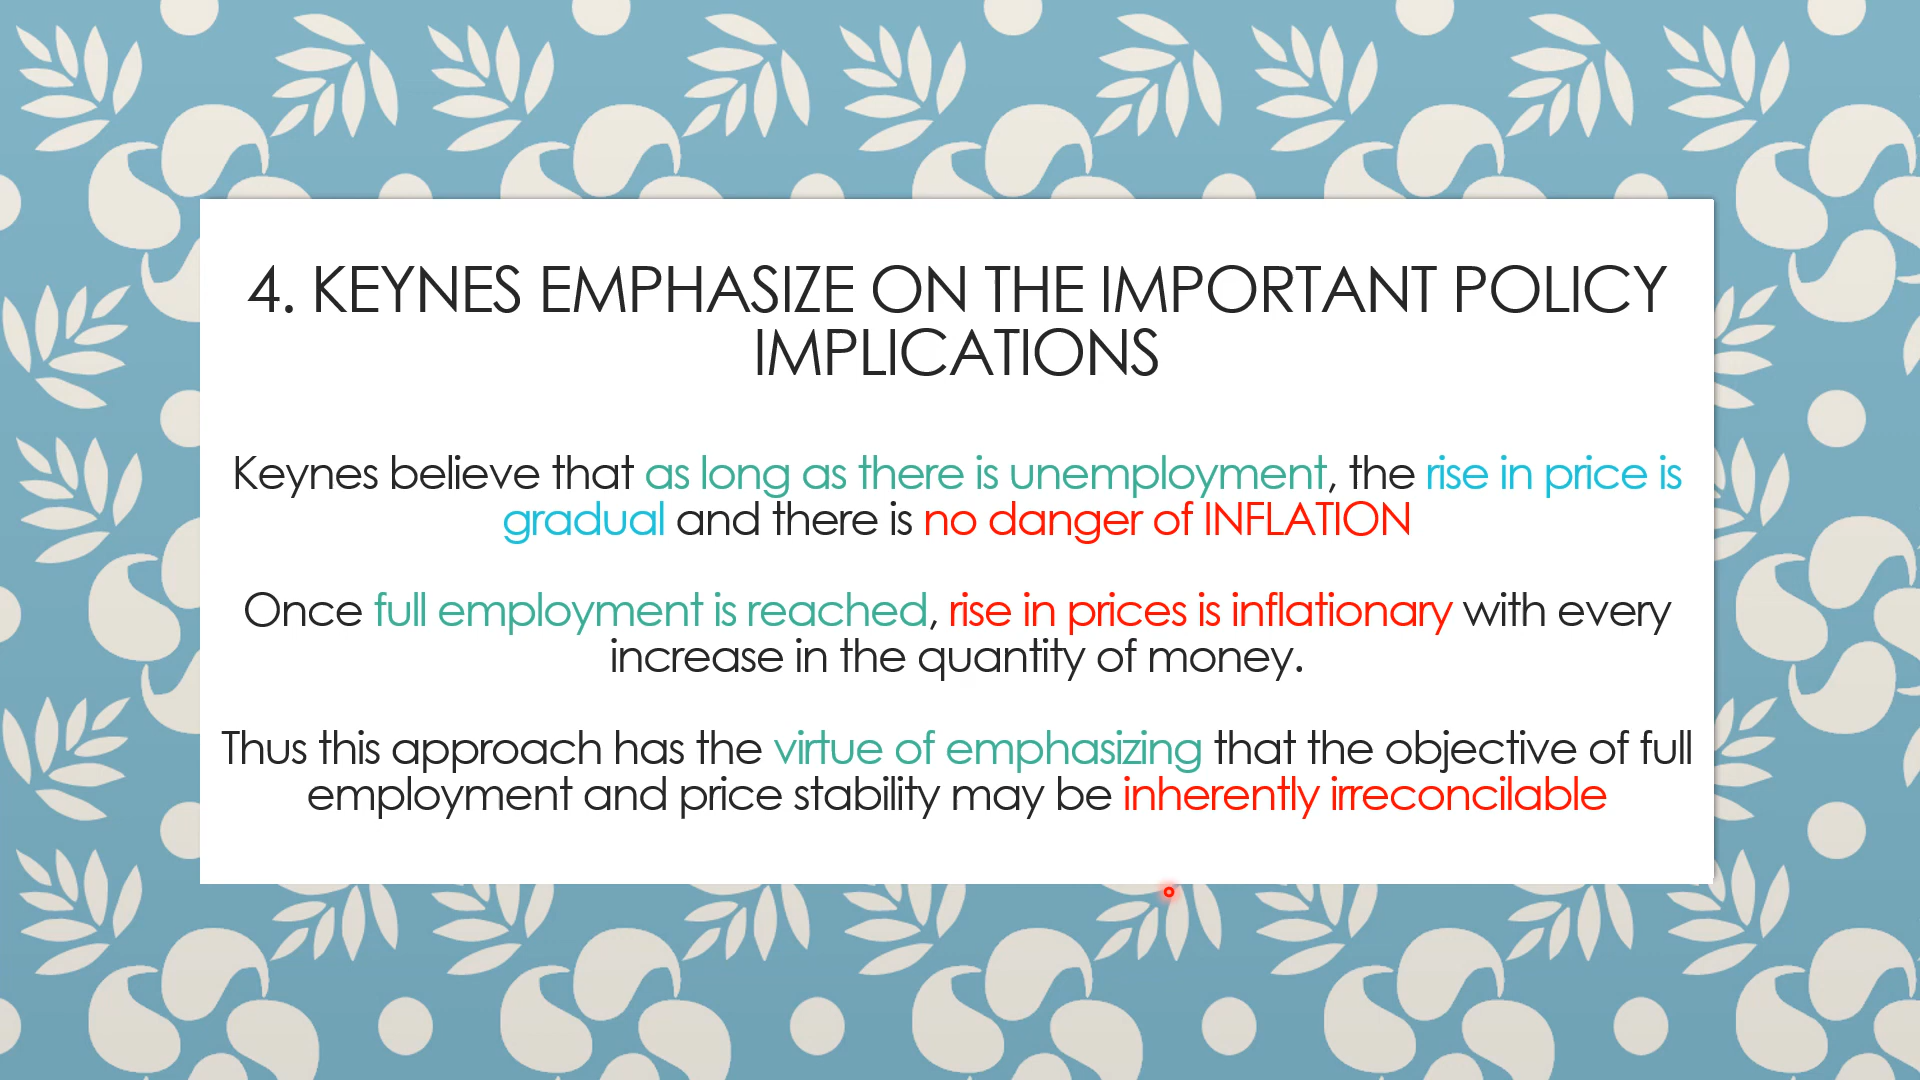 4. KEYNES EMPHASIZE ON THE IMPORTANT POLICY
IMPLICATIONS
Keynes believe that as long as there is unemployment, the rise in price is
gradual and there is no danger of INFLATION
Once full employment is reached, rise in prices is inflationary with every
increase in the quantity of money.
Thus this approach has the virtue of emphasizing that the objective of full
employment and price stability may be inherently irreconcilable